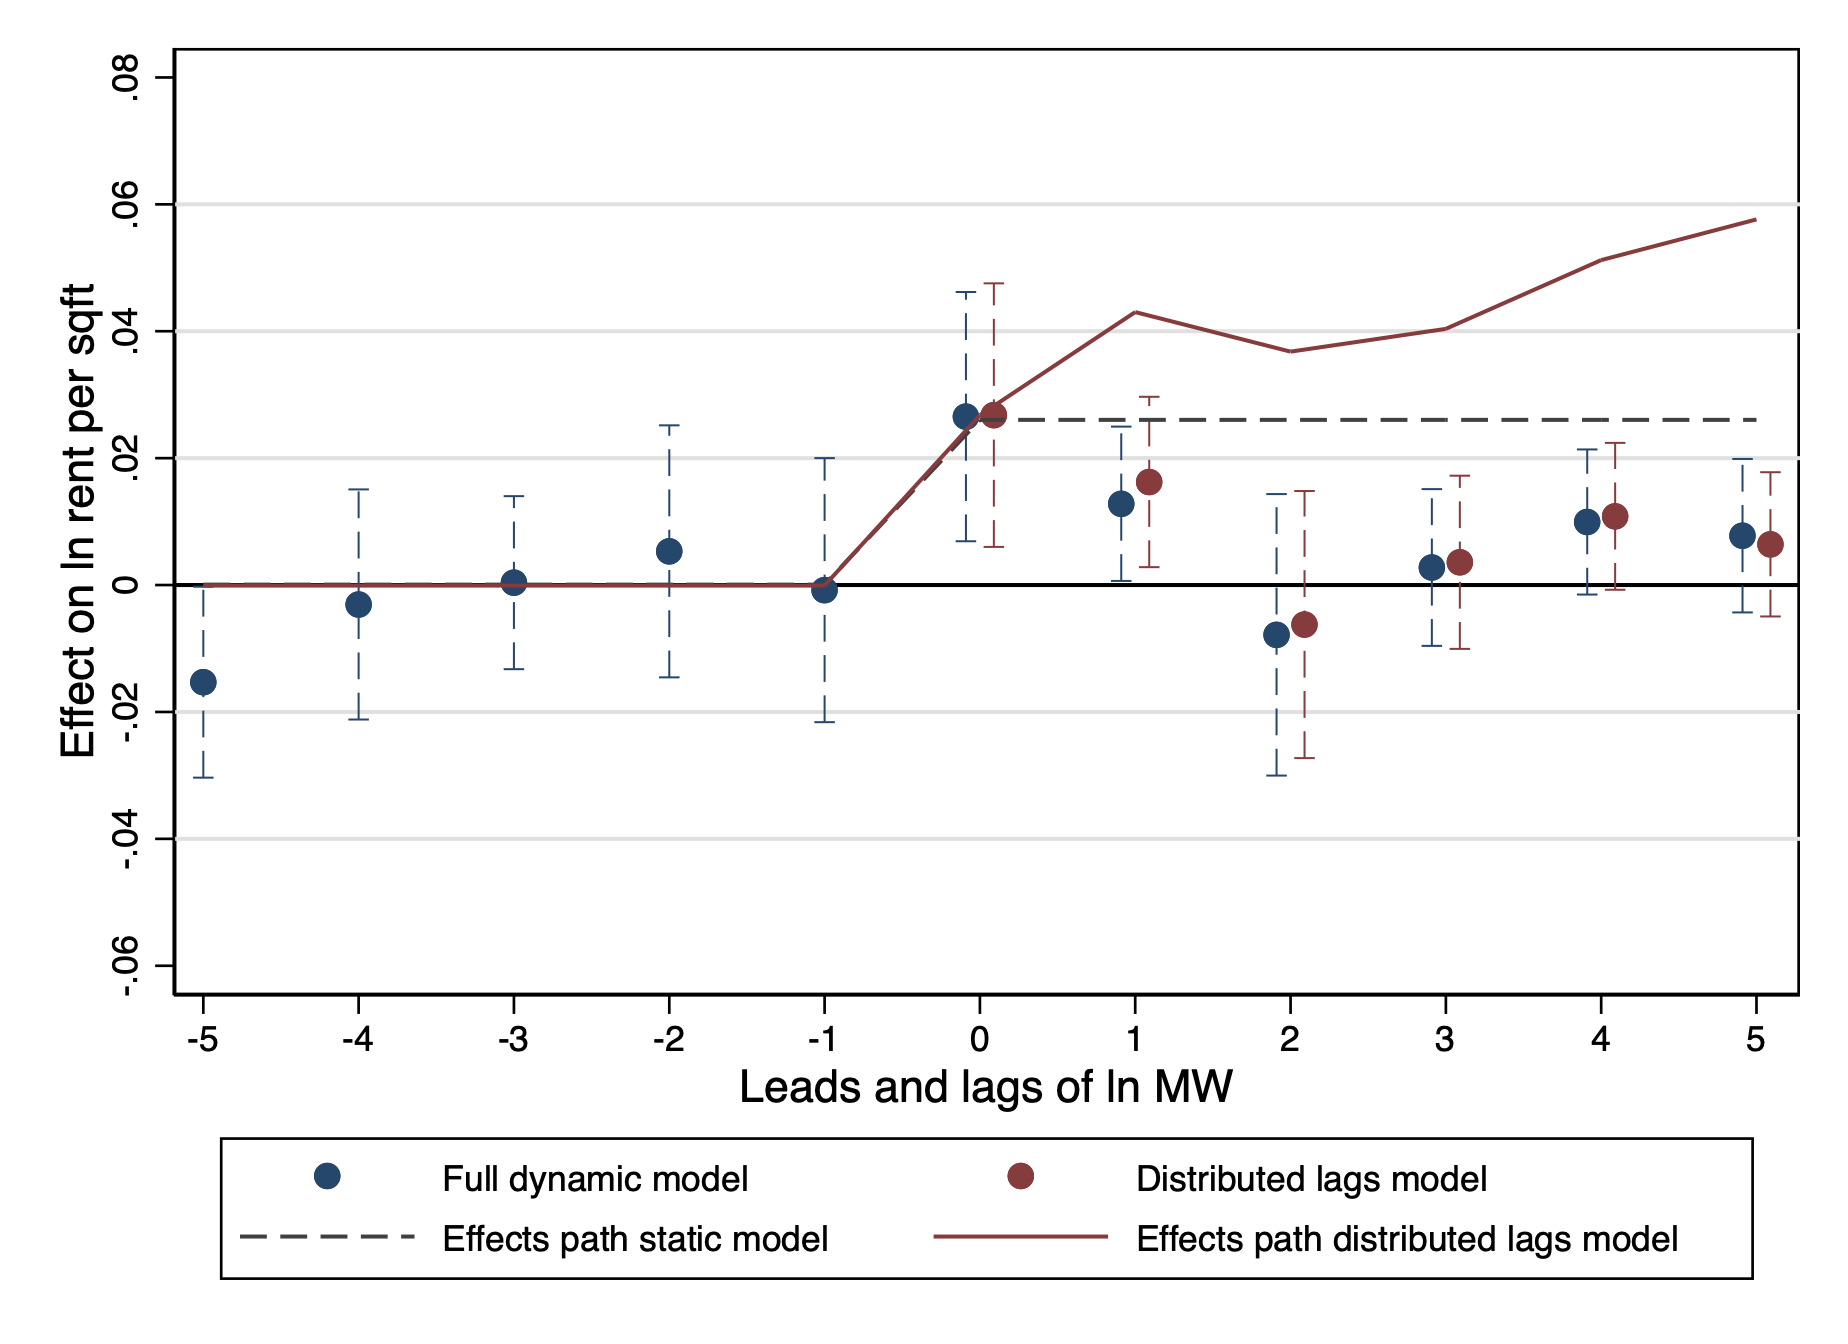 Effect on ln rent per sqft
.08
.06
.04
.02
0
-.02
-.04
-.06
-5 -4 -3 -2 -1 0 1 2 3 4 5
Leads and lags of ln MW
Full dynamic model
Distributed lags model
Effects path static model
Effects path distributed lags model